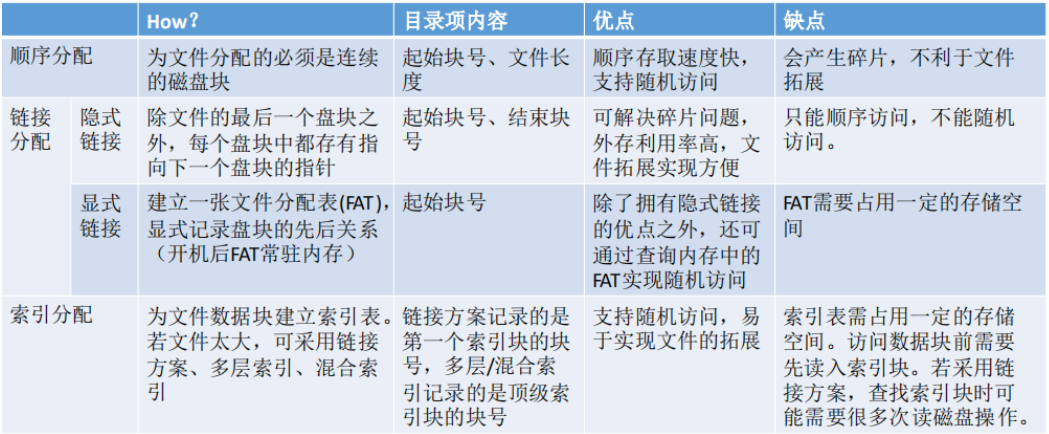 How? 目录项内容 优点 缺点
顺序分配
为文件分配的必须是连续
的磁盘块
起始块号、文件长
度
顺序存取速度快，
支持随机访问
会产生碎片，不利于文件
拓展
链接
分配
隐式
链接
除文件的最后一个盘块之
外，每个盘块中都存有指
向下一个盘块的指针
起始块号、结束块
号
可解决碎片问题，
外存利用率高，文
件拓展实现方便
只能顺序访问，不能随机
访问。
显式
链接
建立一张文件分配表(FAT)，
显式记录盘块的先后关系
（开机后FAT常驻内存）
起始块号
除了拥有隐式链接
的优点之外，还可
通过查询内存中的
FAT实现随机访问
FAT需要占用一定的存储空
间
索引分配
为文件数据块建立索引表。
若文件太大，可采用链接
方案、多层索引、混合索
引
链接方案记录的是
第一个索引块的块
号，多层/混合索
引记录的是顶级索
引块的块号
支持随机访问，易
于实现文件的拓展
索引表需占用一定的存储
空间。访问数据块前需要
先读入索引块。若采用链
接方案，查找索引块时可
能需要很多次读磁盘操作。